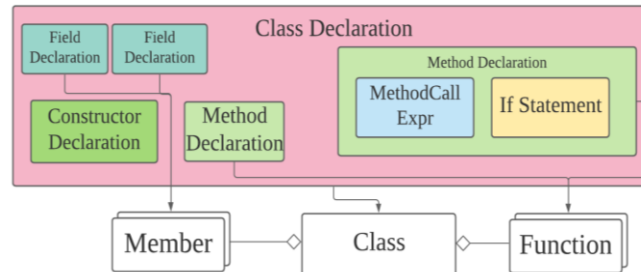 Field
Declaration
Field
Declaration
Class Declaration
Method Declaration
MethodCall
Expr
If Statement
Constructor
Declaration
Method
Declaration
Member
Class
Function